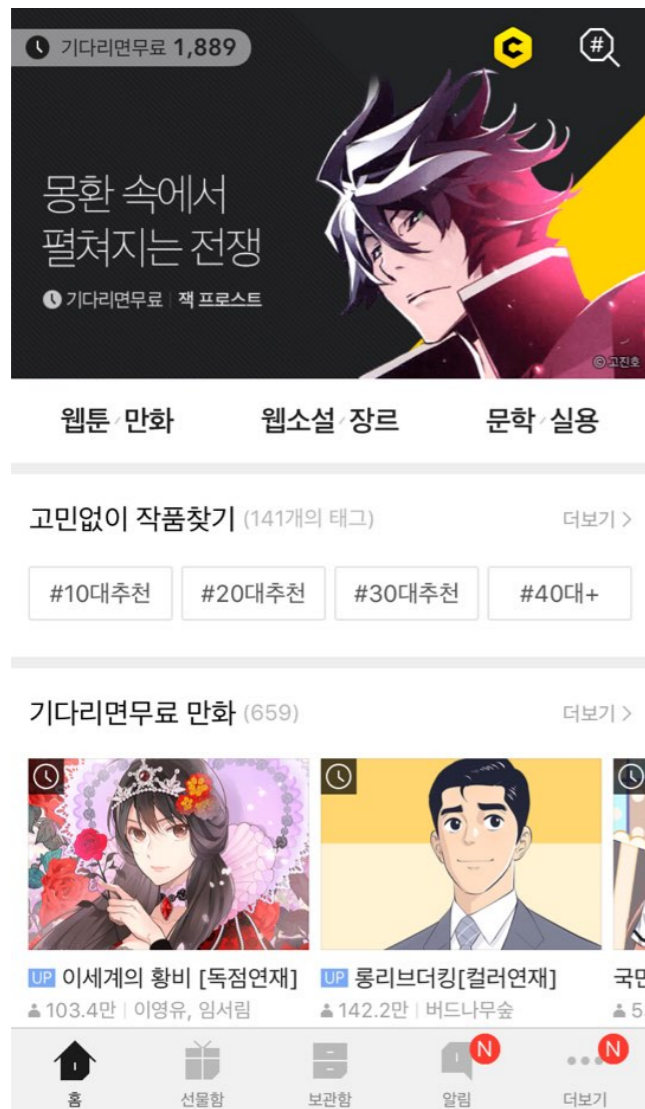 기다리면무료 1,889
C
#
몽환 속에서
펼쳐지는 전쟁
기다리면무료 | 잭 프로스트
© 고진호
웹툰/만화 웹소설/장르 문학/실용
고민없이 작품찾기 (141개의 태그) 더보기 >
#10대추천 #20대추천 #30대추천 #40대+
기다리면무료 만화 (659) 더보기 >
UP 이세계의 황비 [독점연재] UP 롱리브더킹[컬러연재] 국민
103.4만 | 이영유, 임서림 142.2만 | 버드나무숲 5
N N
홈 선물함 보관함 알림 더보기